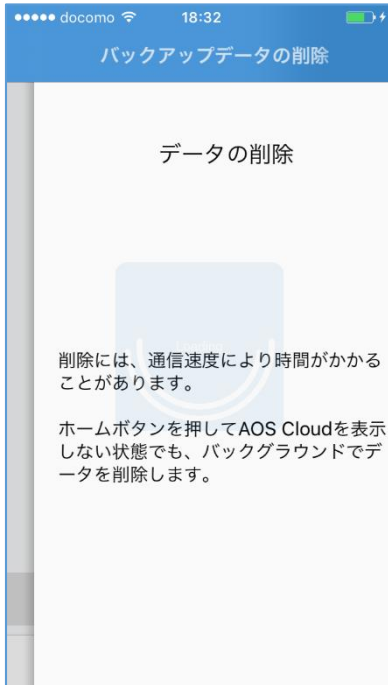 docomo 18:32
バックアップデータの削除
データの削除
Loading
削除には、通信速度により時間がかかる
ことがあります。
ホームボタンを押してAOS Cloudを表示
しない状態でも、バックグラウンドでデ
ータを削除します。